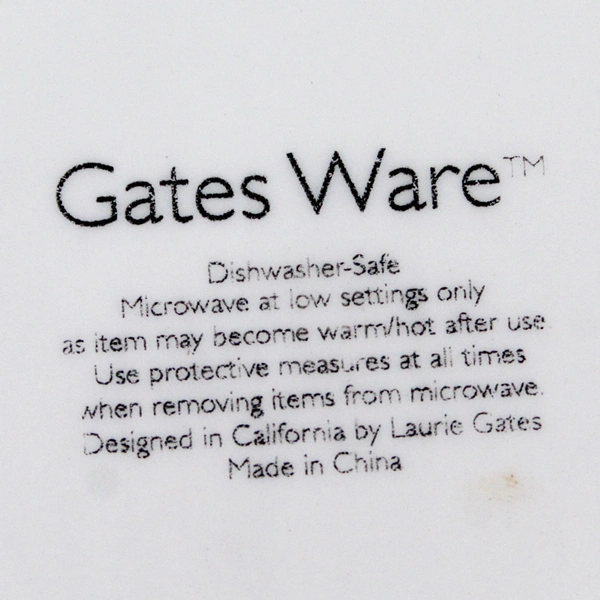 Gates Ware™
Dishwasher-Safe
Microwave at low settings only
as item may become warm/hot after use.
Use protective measures at all times
when removing items from microwave.
Designed in California by Laurie Gates
Made in China